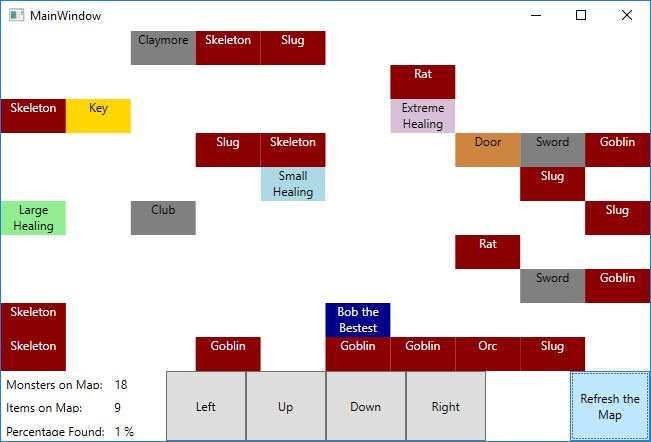 MainWindow
Claymore Skeleton Slug
Rat
Skeleton Key Extreme
Healing
Slug Skeleton Door Sword Goblin
Small Slug
Healing
Large Club Slug
Healing
Rat
Sword Goblin
Skeleton Bob the
Bestest
Skeleton Goblin Goblin Goblin Orc Slug
Monsters on Map: 18
Items on Map: 9
Percentage Found: 1 %
Left Up Down Right
Refresh the
Map